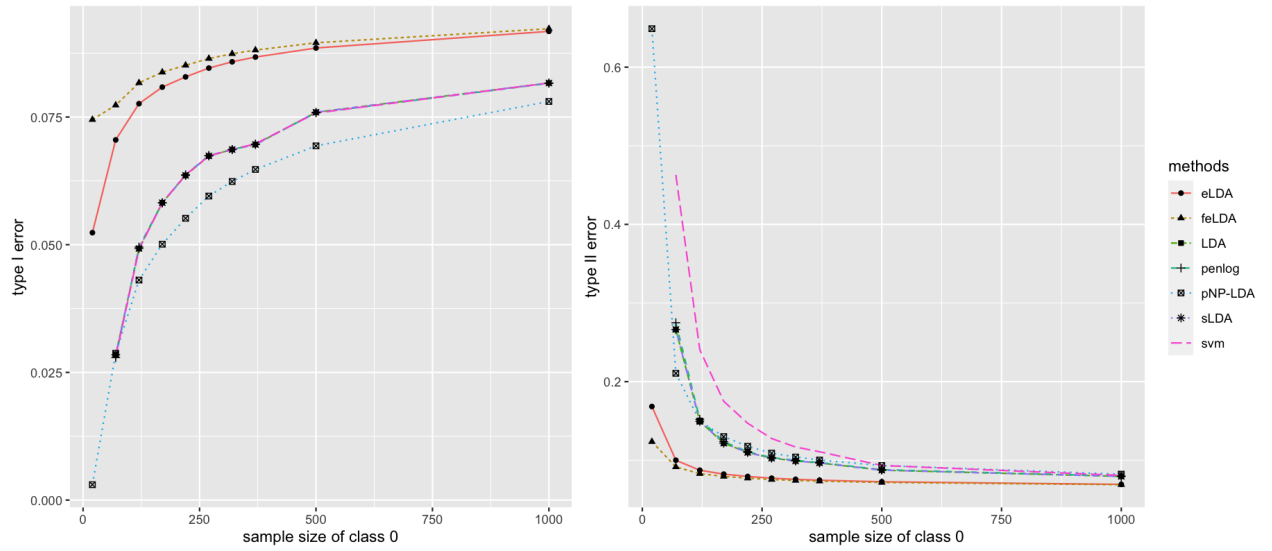 0.075
0.050
0.025
0.000
type I error
0
250
500
750
1000
sample size of class 0
0.6
0.4
0.2
type II error
0
250
500
750
1000
sample size of class 0
methods
eLDA
feLDA
LDA
penlog
pNP-LDA
sLDA
svm